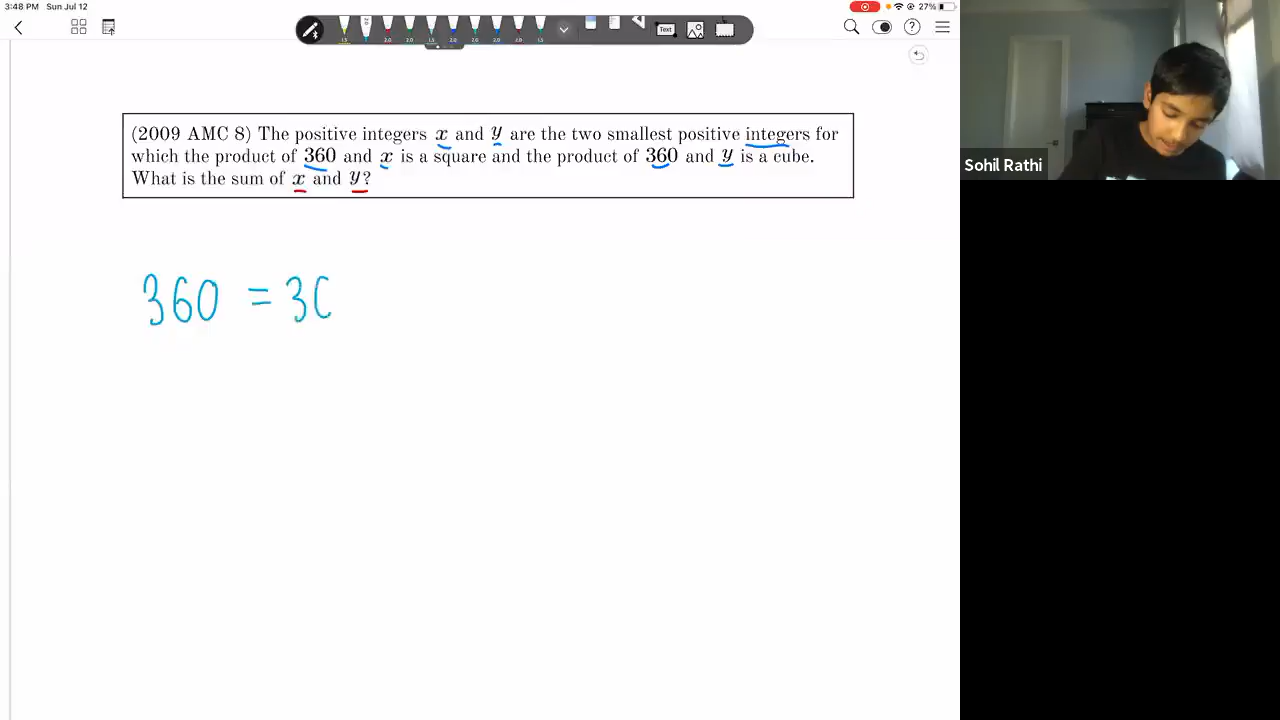 3:48 PM Sun Jul 12
27%
Text
(2009 AMC 8) The positive integers x and y are the two smallest positive integers for
which the product of 360 and x is a square and the product of 360 and y is a cube.
What is the sum of x and y?
360 = 30
Sohil Rathi